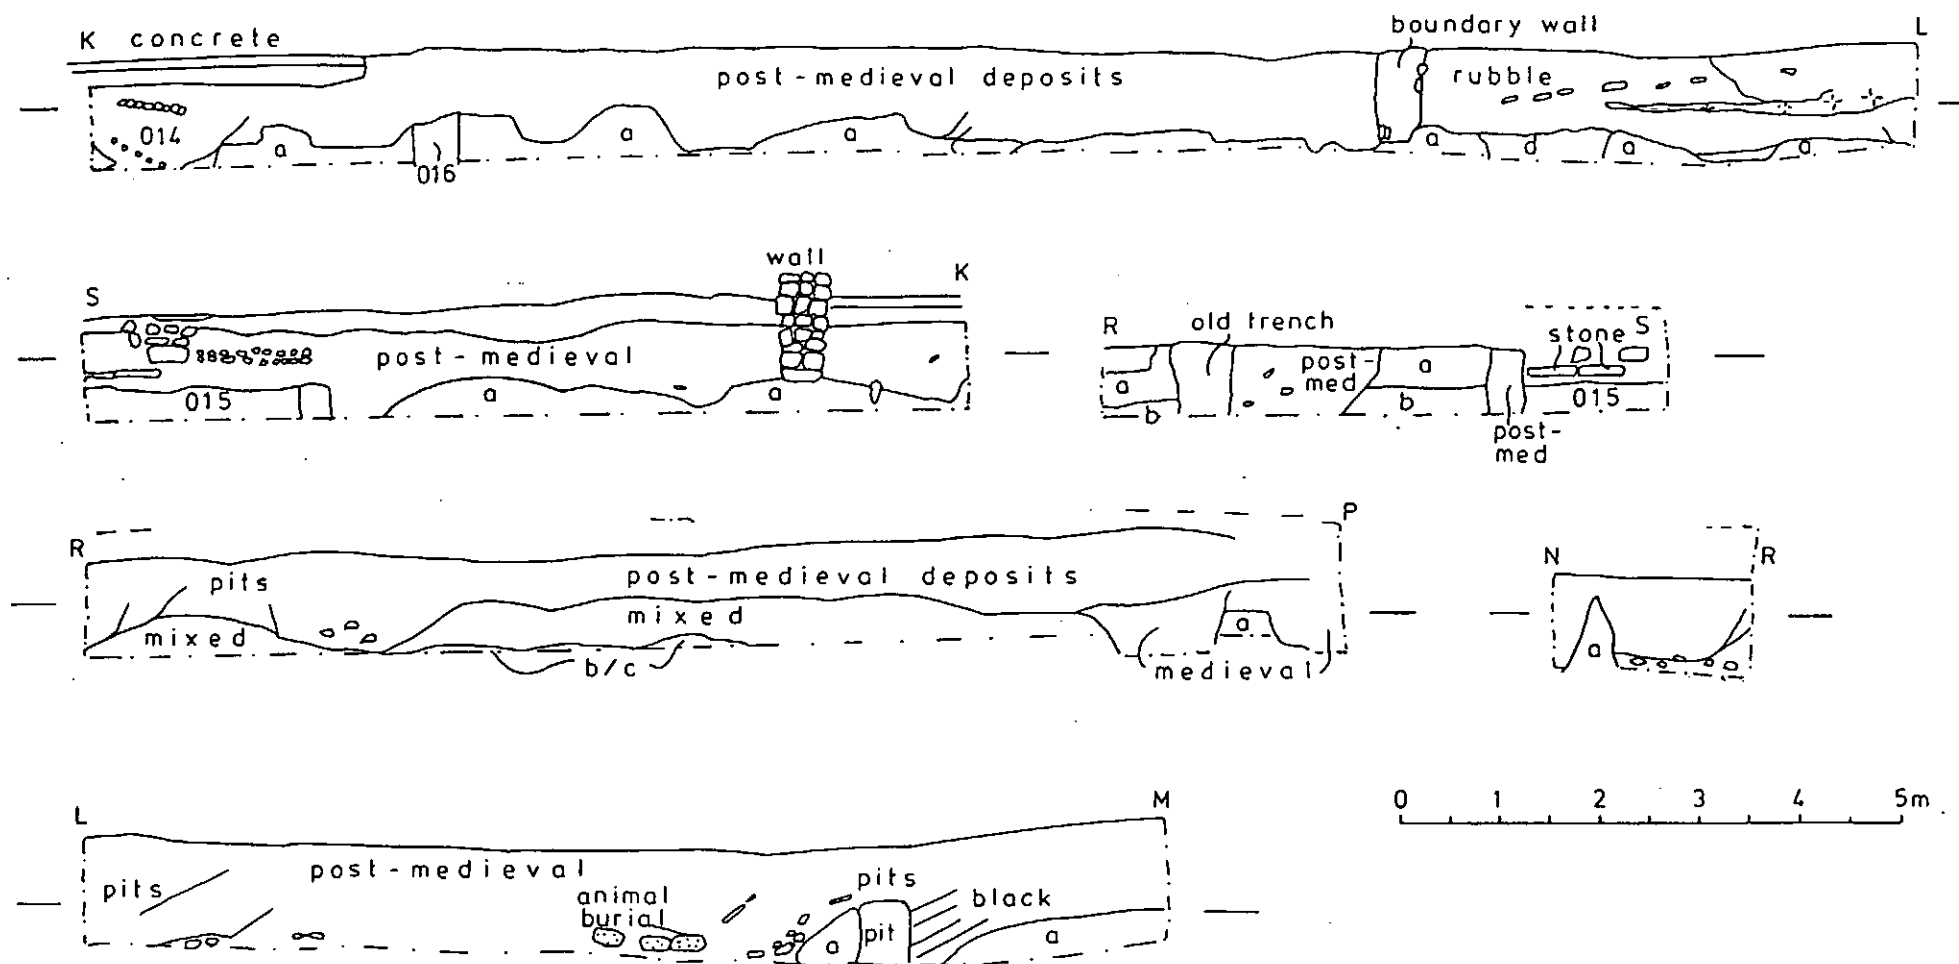 K concrete
boundary wall
L
post-medieval deposits
rubble
014
a
016
a
a
a
d
a
a
S
wall
K
post-medieval
015
a
a
R
old trench
stone
S
a
b
post-
med
a
b
015
post-
med
R
P
pits
post-medieval deposits
mixed
mixed
b/c
a
medieval
N
R
a
L
M
pits
post-medieval
animal
burial
pits
black
a
pit
a
0 1 2 3 4 5m